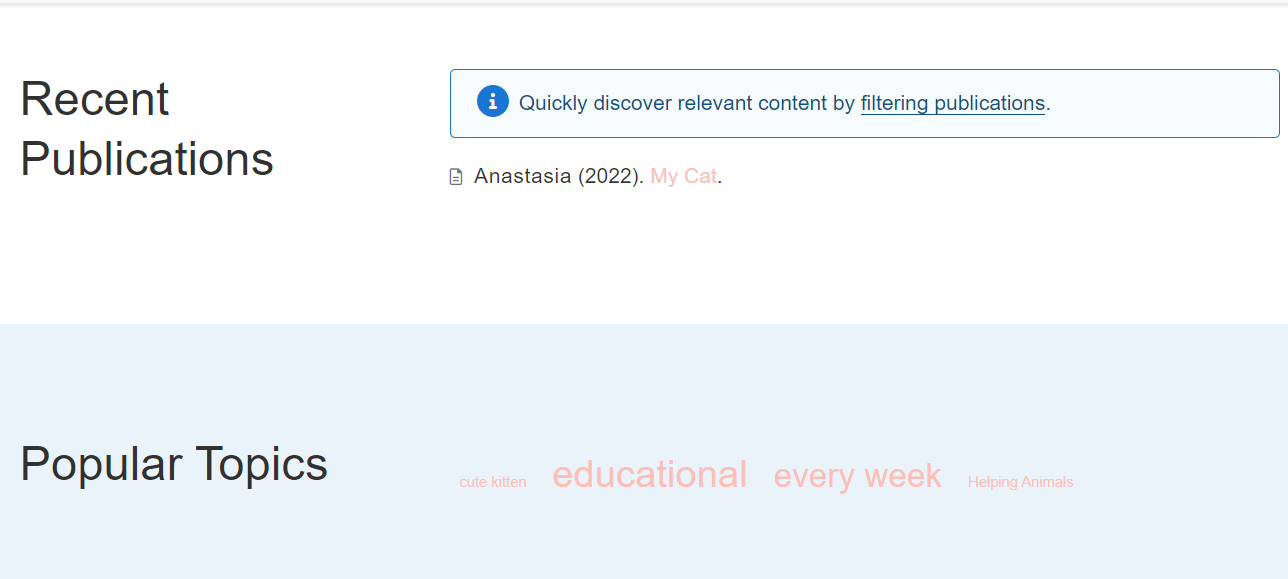 Recent
Publications
Quickly discover relevant content by filtering publications.
Anastasia (2022). My Cat.
Popular Topics
cute kitten educational every week Helping Animals